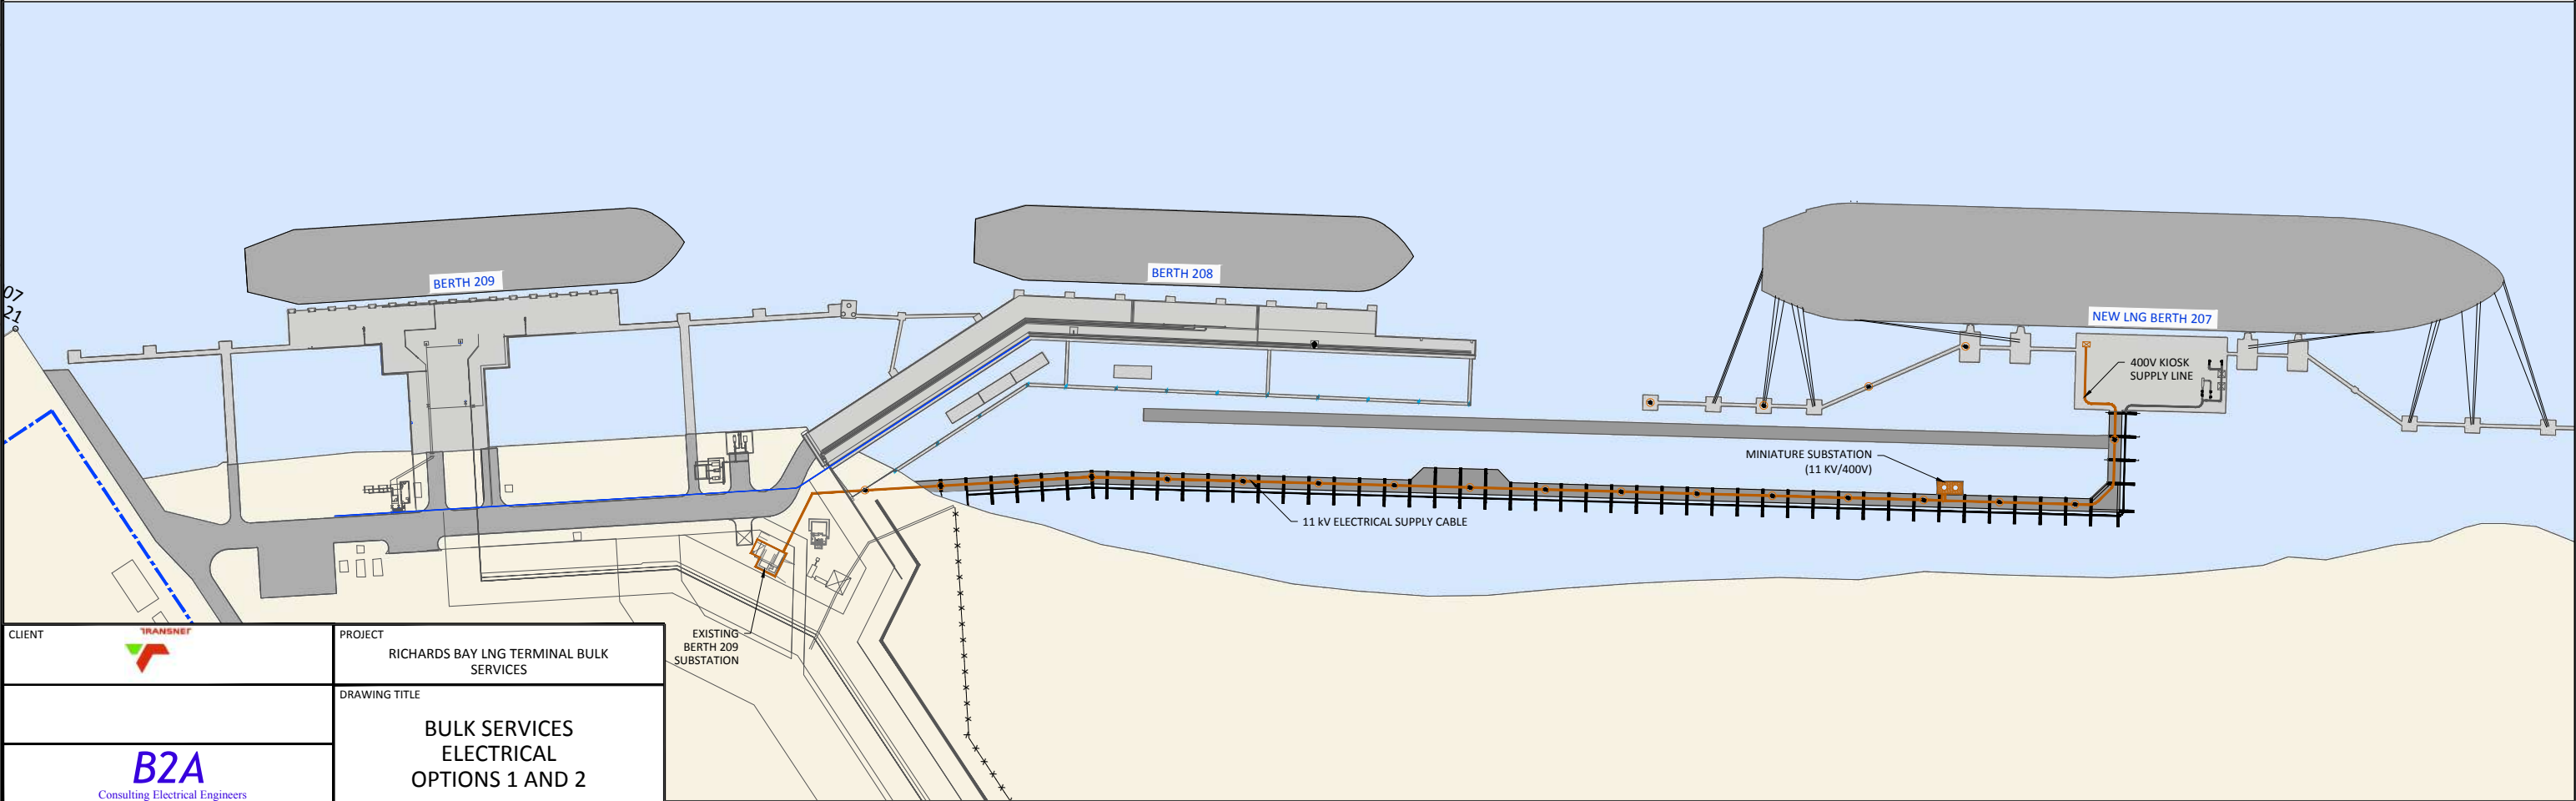 BERTH 209
BERTH 208
NEW LNG BERTH 207
07
21
400V KIOSK
SUPPLY LINE
MINIATURE SUBSTATION
(11 KV/400V)
11 kV ELECTRICAL SUPPLY CABLE
EXISTING
BERTH 209
SUBSTATION
CLIENT
TRANSNET
PROJECT
RICHARDS BAY LNG TERMINAL BULK
SERVICES
DRAWING TITLE
BULK SERVICES
ELECTRICAL
OPTIONS 1 AND 2
B2A
Consulting Electrical Engineers